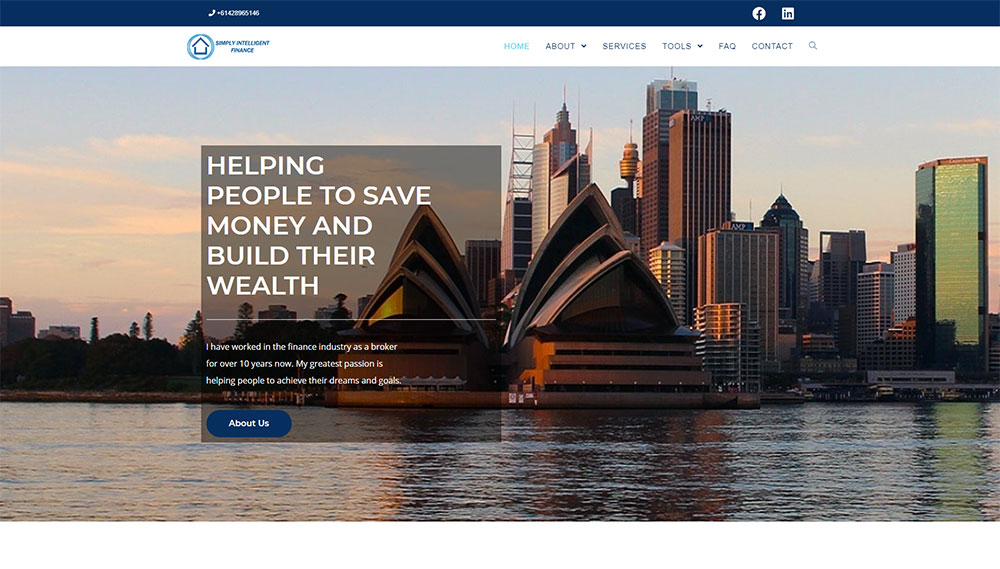 +61428965146
SIMPLY INTELLIGENT
FINANCE
HOME ABOUT SERVICES TOOLS FAQ CONTACT
HELPING
PEOPLE TO SAVE
MONEY AND
BUILD THEIR
WEALTH
I have worked in the finance industry as a broker
for over 10 years now. My greatest passion is
helping people to achieve their dreams and goals.
About Us
AMP
AMP